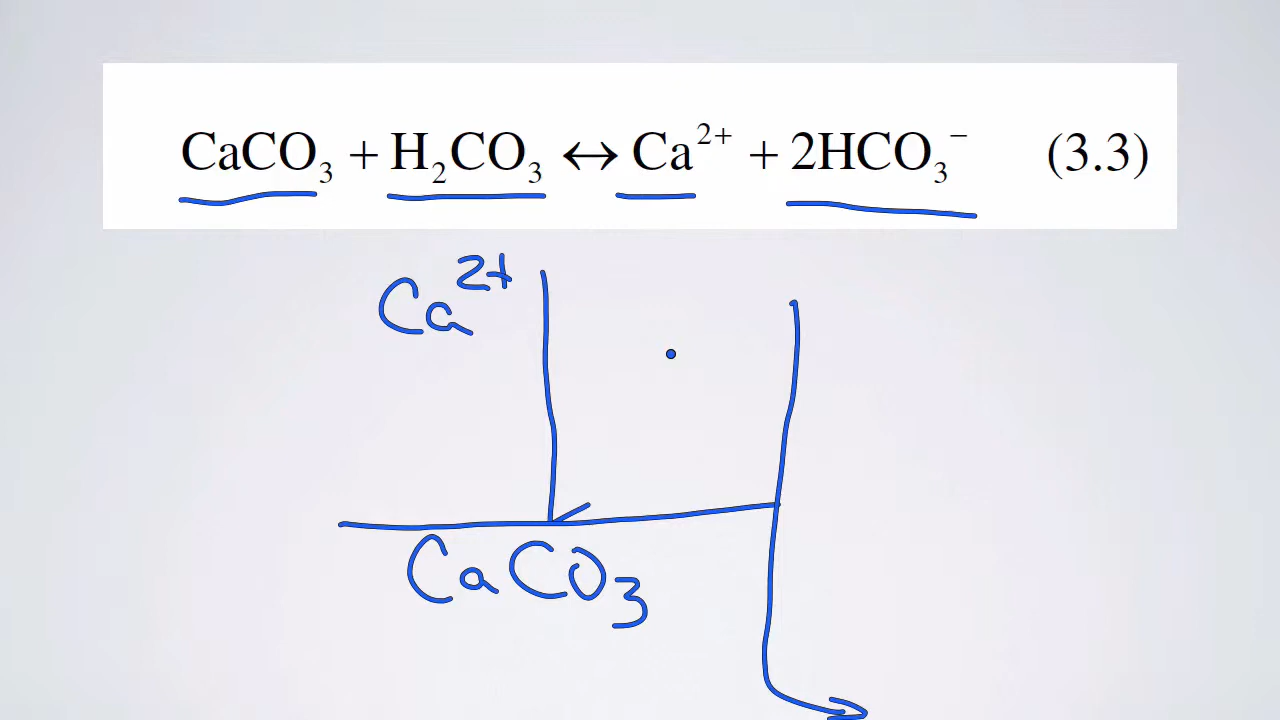 CaCO₃ + H₂CO₃ ↔ Ca²⁺ + 2HCO₃⁻ (3.3)
Ca²⁺
CaCO₃